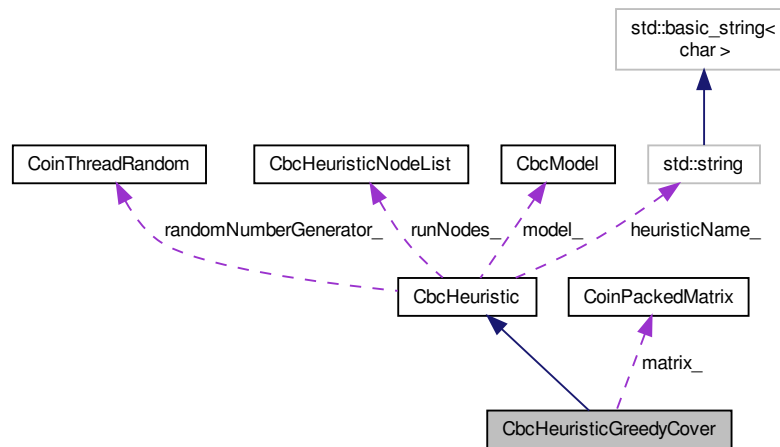 std::basic_string<
char >
CoinThreadRandom
CbcHeuristicNodeList
CbcModel
std::string
randomNumberGenerator_
runNodes_
model_
heuristicName_
CbcHeuristic
CoinPackedMatrix
matrix_
CbcHeuristicGreedyCover